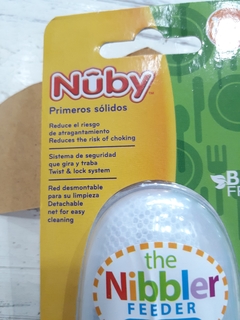 Nûby
Primeros sólidos
Reduce el riesgo
de atragantamiento
Reduces the risk of choking
Sistema de seguridad
que gira y traba
Twist & lock system
Red desmontable
para su limpieza
Detachable
net for easy
cleaning
the
Nibbler
FEEDER